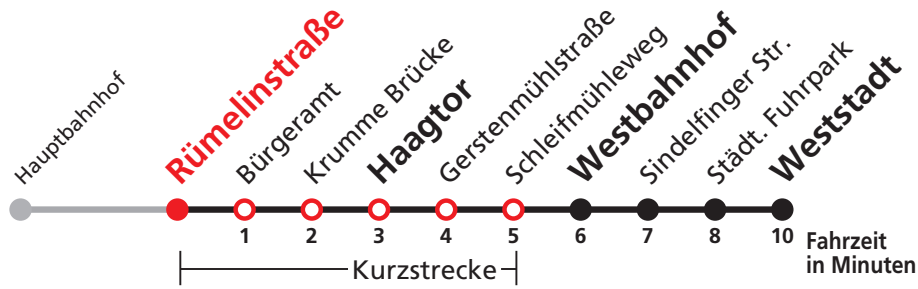 Hauptbahnhof
Rümelinstraße
Bürgeramt
Krumme Brücke
Haagtor
Gerstenmühlstraße
Schleifmühleweg
Westbahnhof
Sindelfinger Str.
Städt. Fuhrpark
Weststadt
1 2 3 4 5 6 7 8 10 Fahrzeit
in Minuten
Kurzstrecke